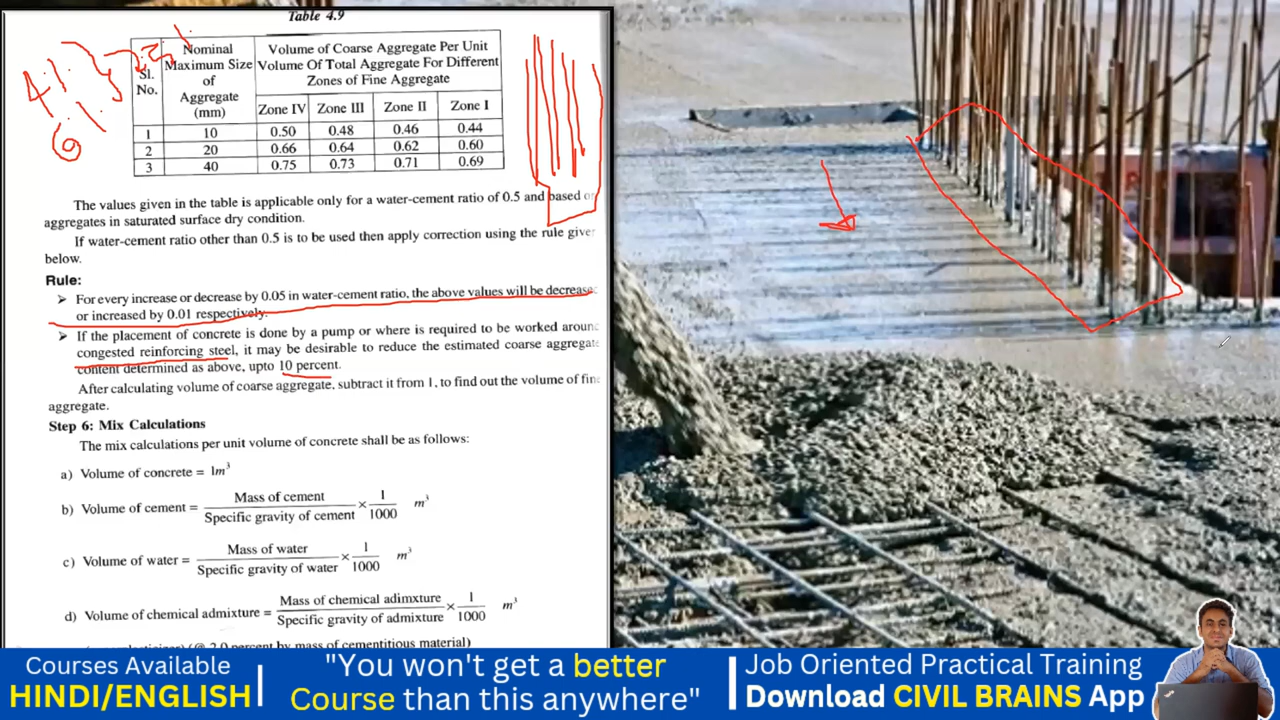 Table 4.9
Sl. No.
Nominal Maximum Size of Aggregate (mm)
Volume of Coarse Aggregate Per Unit Volume Of Total Aggregate For Different Zones of Fine Aggregate
Zone IV Zone III Zone II Zone I
1 10 0.50 0.48 0.46 0.44
2 20 0.66 0.64 0.62 0.60
3 40 0.75 0.73 0.71 0.69
The values given in the table is applicable only for a water-cement ratio of 0.5 and based on
aggregates in saturated surface dry condition.
If water-cement ratio other than 0.5 is to be used then apply correction using the rule given
below.
Rule:
➢ For every increase or decrease by 0.05 in water-cement ratio, the above values will be decrease
or increased by 0.01 respectively.
➢ If the placement of concrete is done by a pump or where is required to be worked around
congested reinforcing steel, it may be desirable to reduce the estimated coarse aggregate
content determined as above, upto 10 percent.
After calculating volume of coarse aggregate, subtract it from 1, to find out the volume of fine
aggregate.
Step 6: Mix Calculations
The mix calculations per unit volume of concrete shall be as follows:
a) Volume of concrete = 1m³
b) Volume of cement = Mass of cement / Specific gravity of cement × 1/1000 m³
c) Volume of water = Mass of water / Specific gravity of water × 1/1000 m³
d) Volume of chemical admixture = Mass of chemical adimxture / Specific gravity of admixture × 1/1000 m³
(@ 2.0 percent by mass of cementitious material)
Courses Available
HINDI/ENGLISH
"You won't get a better
Course than this anywhere"
Job Oriented Practical Training
Download CIVIL BRAINS App